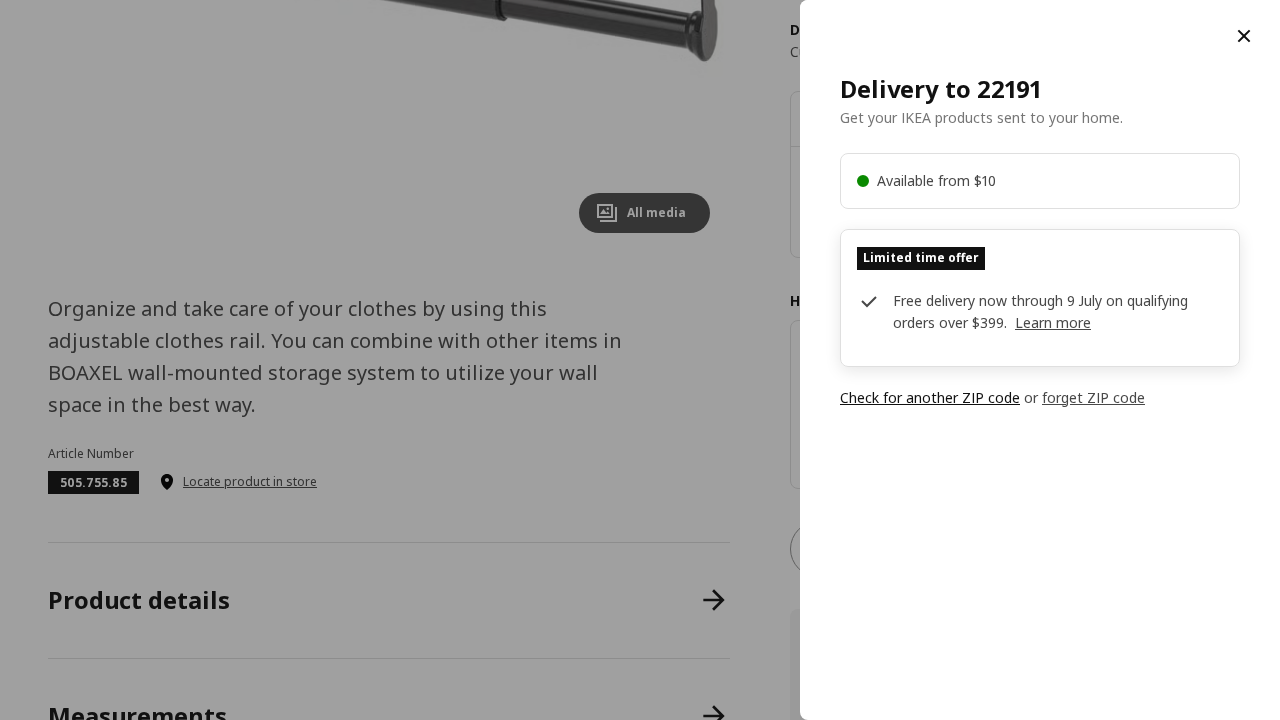 All media
Organize and take care of your clothes by using this
adjustable clothes rail. You can combine with other items in
BOAXEL wall-mounted storage system to utilize your wall
space in the best way.
Article Number
505.755.85
Locate product in store
Product details
Measurements
Delivery to 22191
Get your IKEA products sent to your home.
Available from $10
Limited time offer
Free delivery now through 9 July on qualifying
orders over $399. Learn more
Check for another ZIP code or forget ZIP code